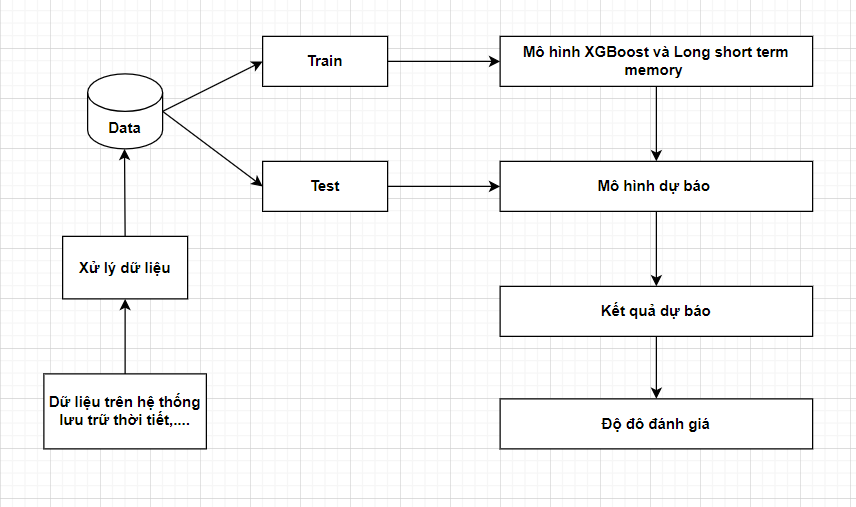 Train
Mô hình XGBoost và Long short term
memory
Data
Test
Mô hình dự báo
Xử lý dữ liệu
Kết quả dự báo
Dữ liệu trên hệ thống
lưu trữ thời tiết,....
Độ đô đánh giá